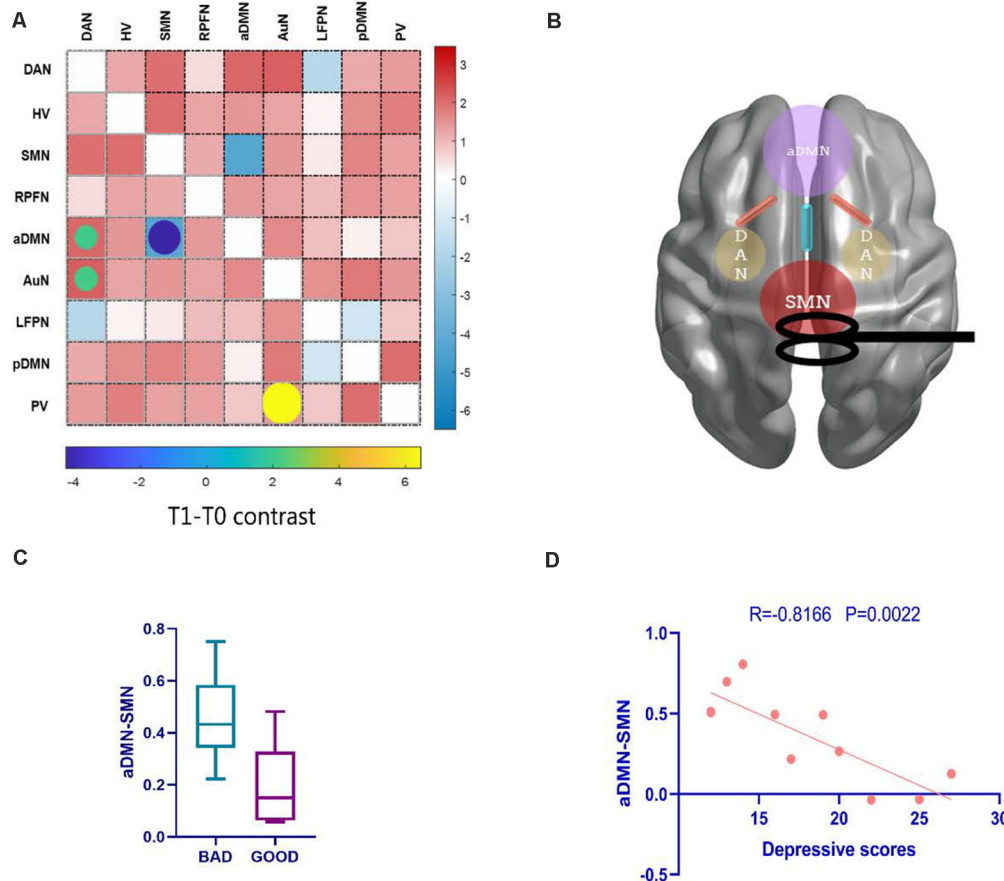 A
DAN HV SMN RPFN aDMN AuN LFPN pDMN PV
DAN
HV
SMN
RPFN
aDMN
AuN
LFPN
pDMN
PV
3
2
1
0
-1
-2
-3
-4
-5
-6
-4 -2 0 2 4 6
T1-T0 contrast
B
aDMN
D
A
N
D
A
N
SMN
C
aDMN-SMN
0.8
0.6
0.4
0.2
0.0
BAD GOOD
D
R=-0.8166 P=0.0022
aDMN-SMN
1.0
0.5
0.0
-0.5
15 20 25 30
Depressive scores